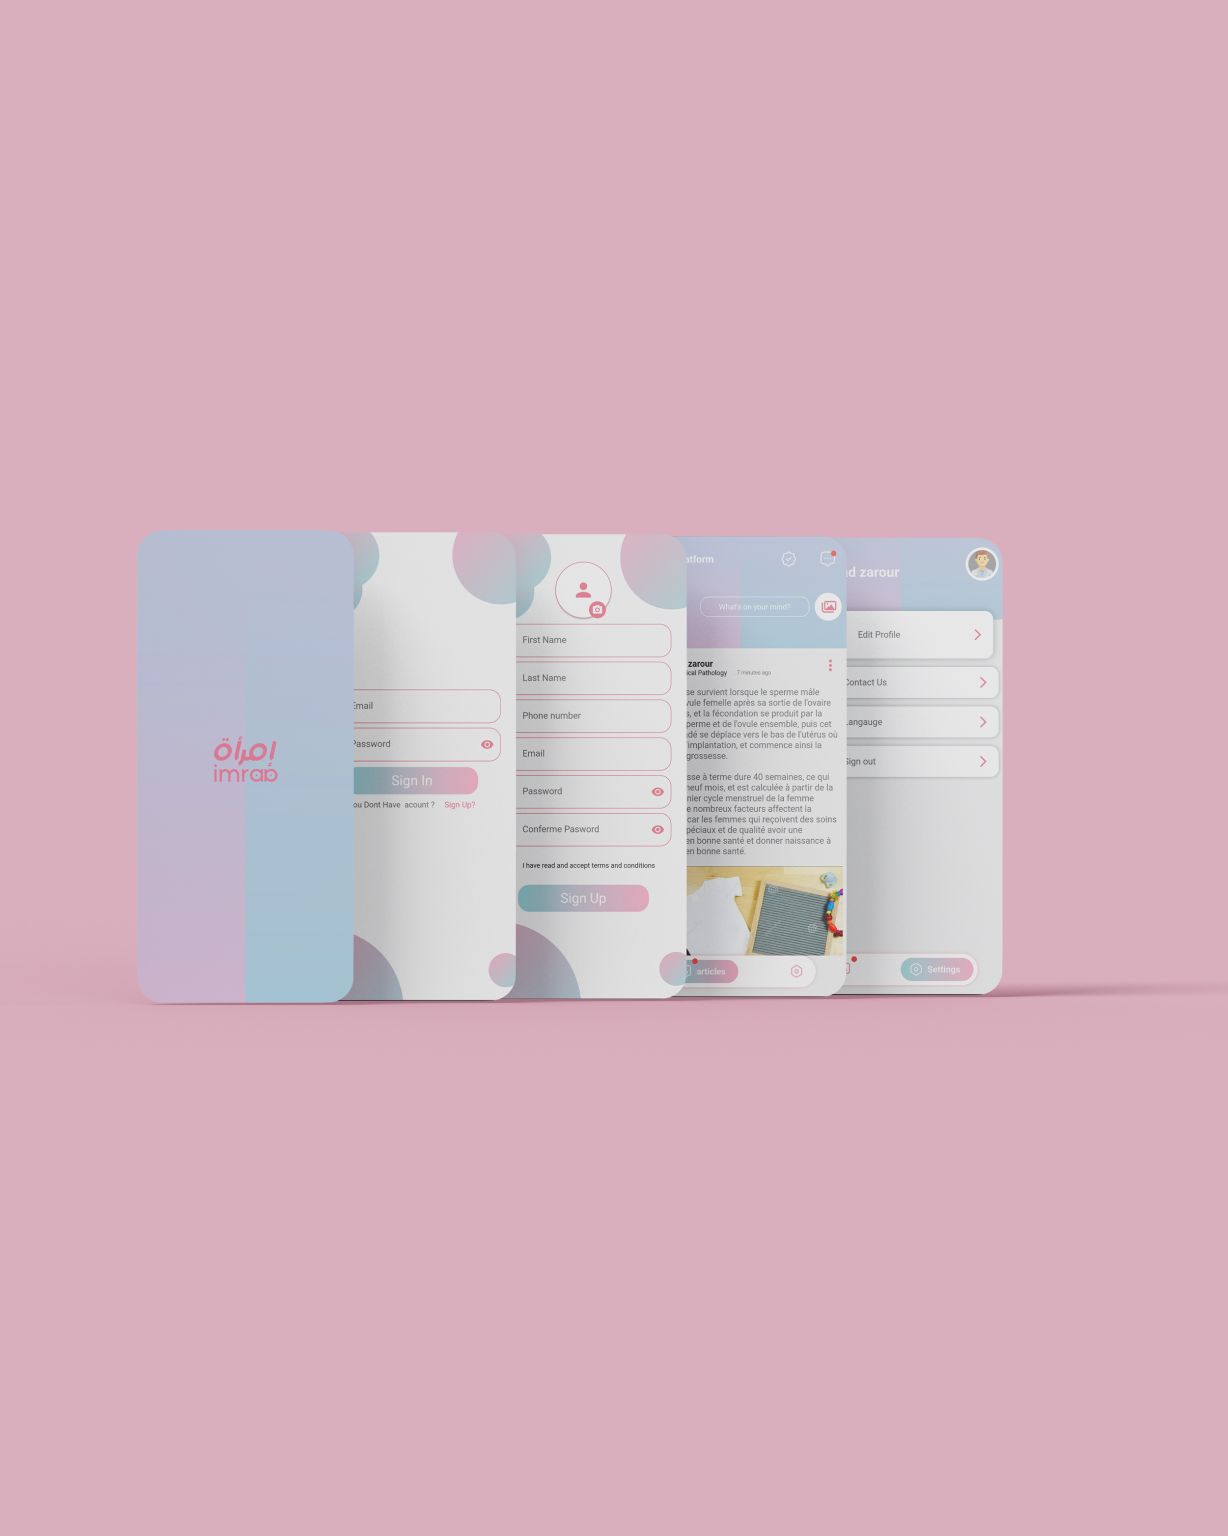 امرأة
imraa
Email
Password
Sign In
ou Dont Have acount ? Sign Up?
First Name
Last Name
Phone number
Email
Password
Conferme Pasword
I have read and accept terms and conditions
Sign Up
atform
What's on your mind?
zarour
ical Pathology 7 minutes ago
se survient lorsque le sperme mâle
vule femelle après sa sortie de l'ovaire
s, et la fécondation se produit par la
perme et de l'ovule ensemble, puis cet
ndé se déplace vers le bas de l'utérus où
'implantation, et commence ainsi la
grossesse.
sse à terme dure 40 semaines, ce qui
neuf mois, et est calculée à partir de la
nier cycle menstruel de la femme
e nombreux facteurs affectent la
car les femmes qui reçoivent des soins
péciaux et de qualité avoir une
en bonne santé et donner naissance à
en bonne santé.
articles
d zarour
Edit Profile
Contact Us
Langauge
Sign out
Settings